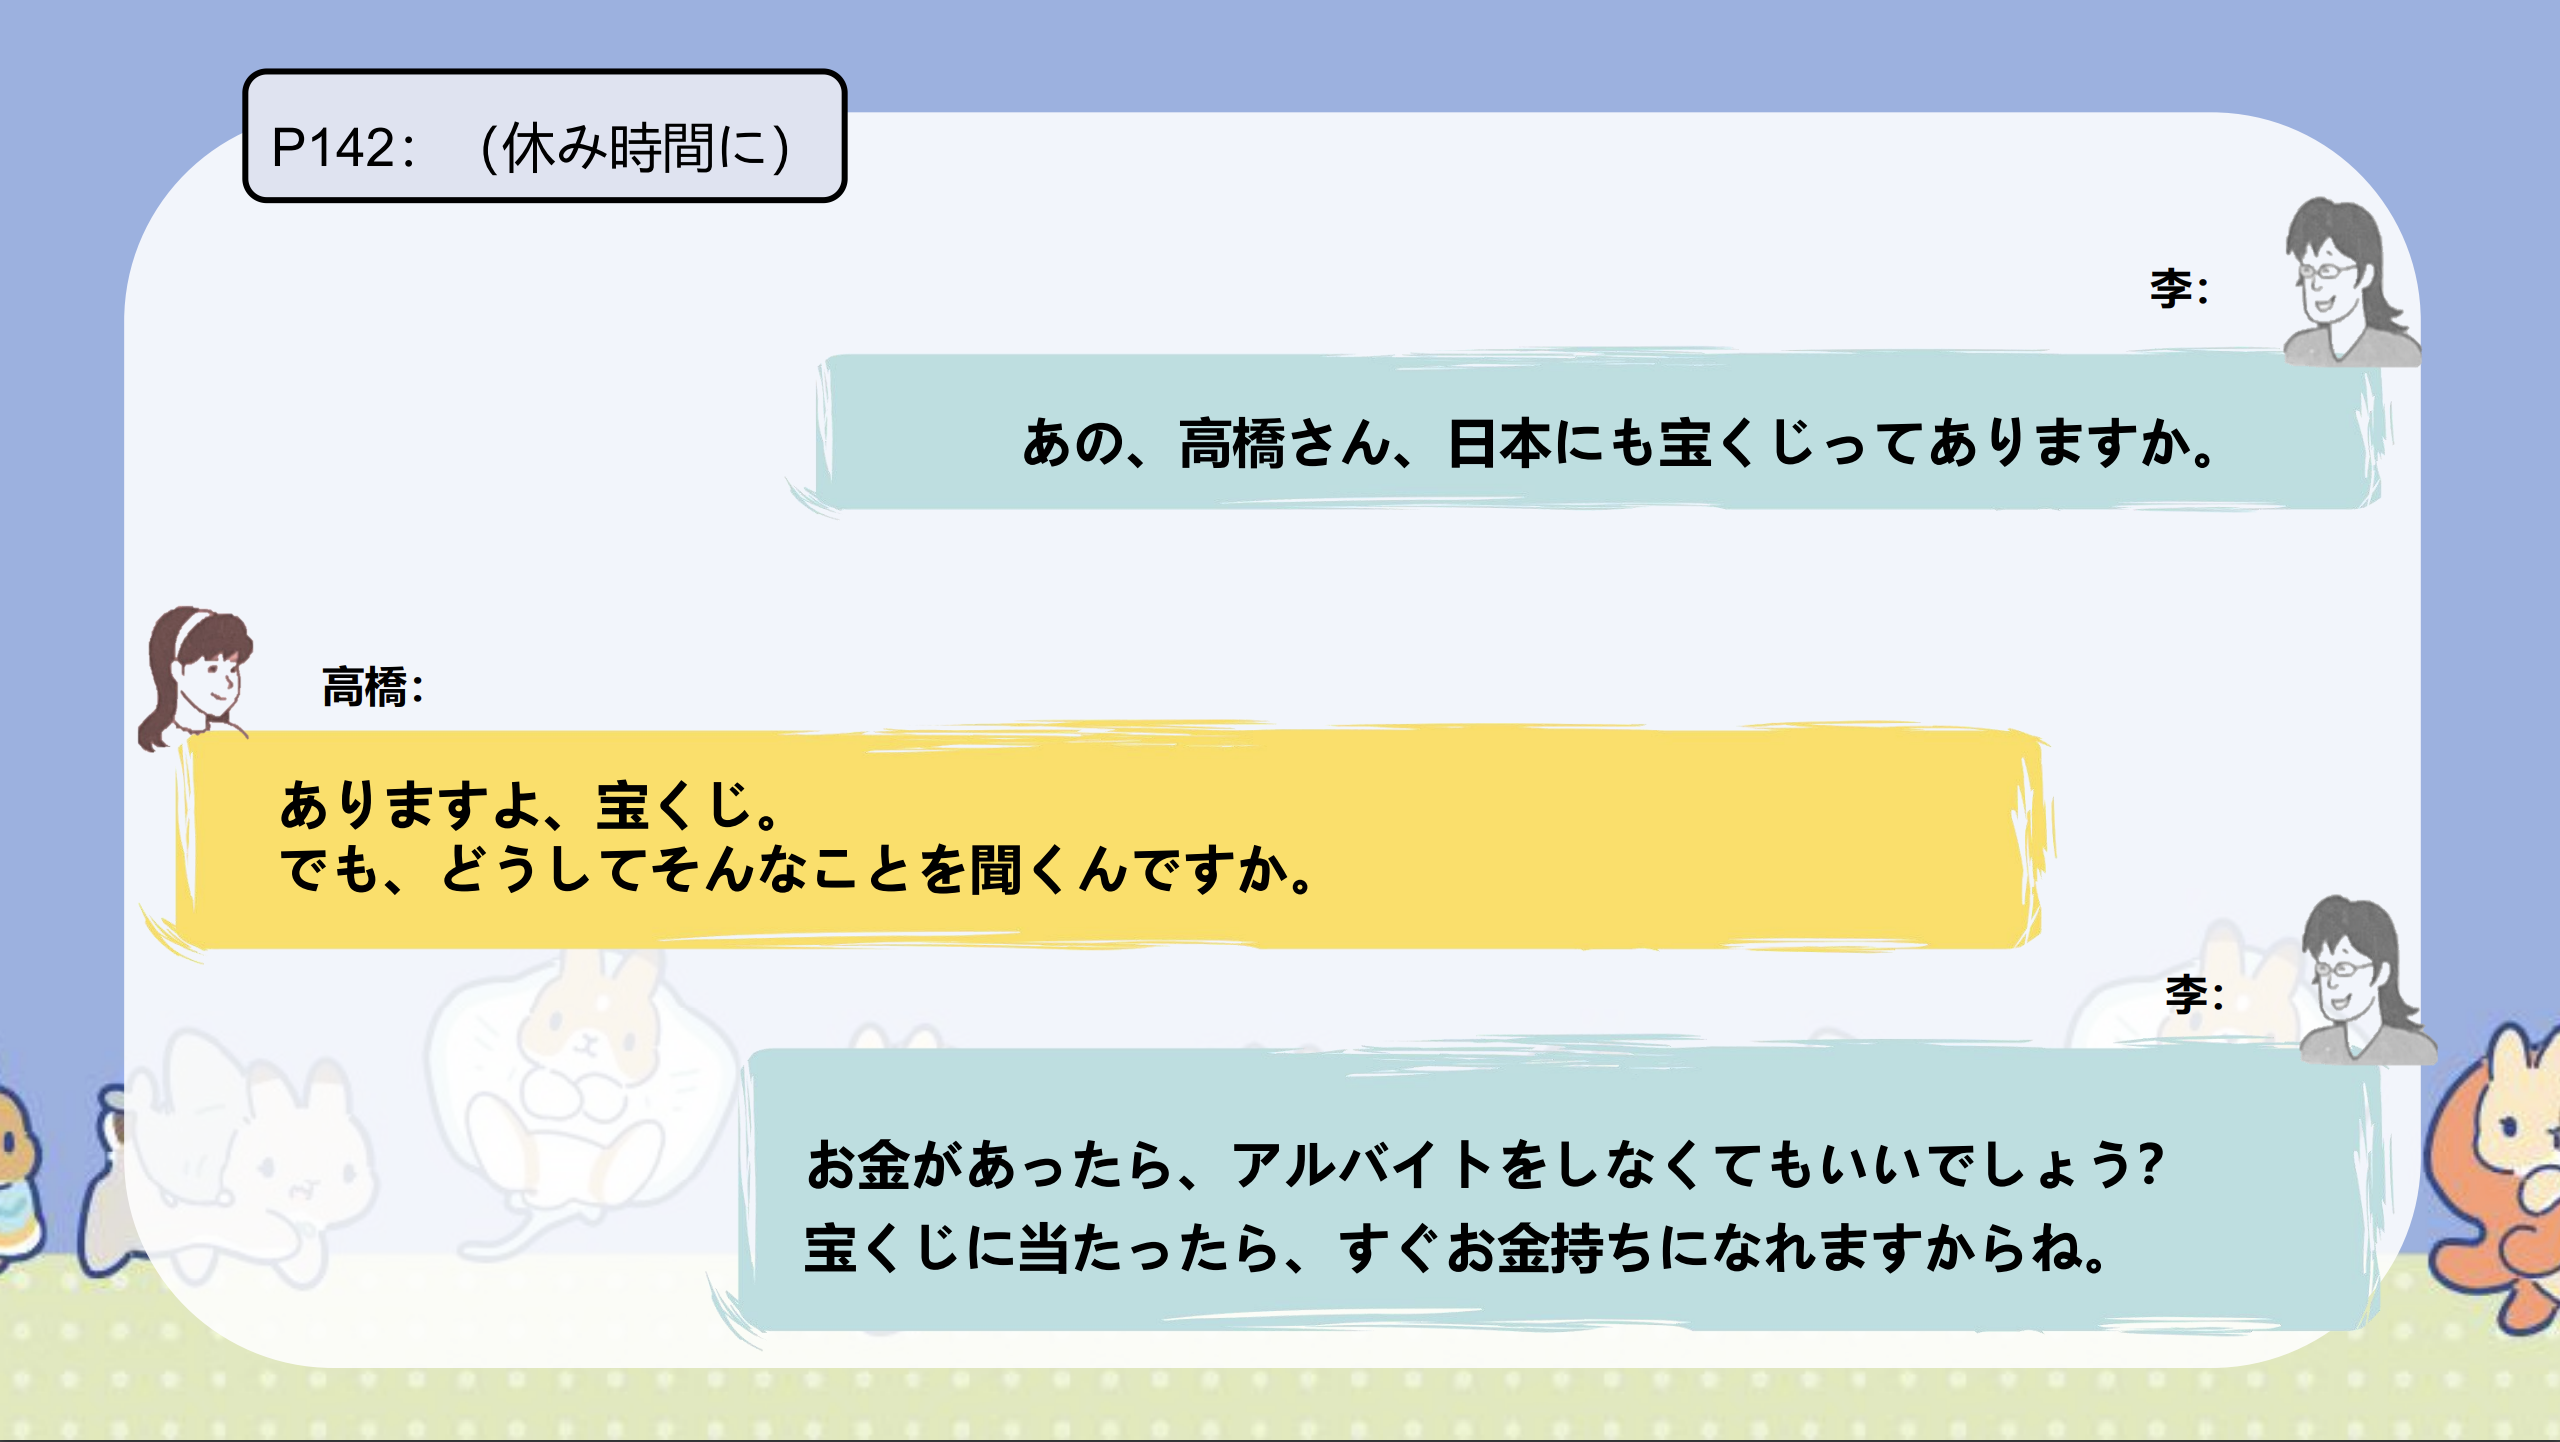 P142： (休み時間に)
李：
あの、高橋さん、日本にも宝くじってありますか。
高橋：
ありますよ、宝くじ。
でも、どうしてそんなことを聞くんですか。
李：
お金があったら、アルバイトをしなくてもいいでしょう？
宝くじに当たったら、すぐお金持ちになれますからね。